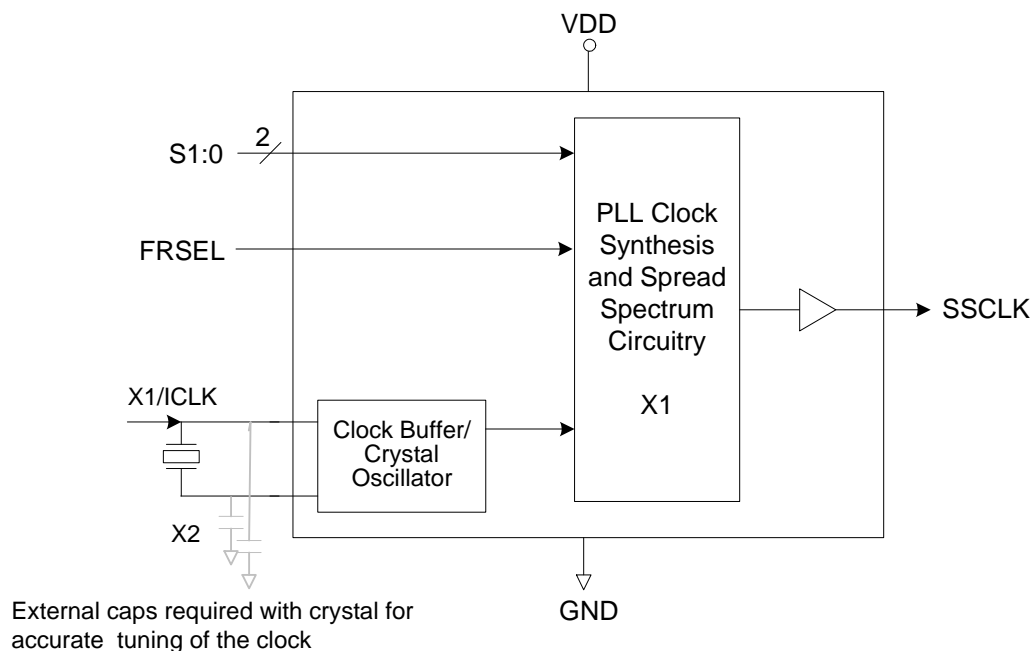 VDD
2
S1:0
FRSEL
PLL Clock
Synthesis
and Spread
Spectrum
Circuitry
X1
SSCLK
X1/ICLK
Clock Buffer/
Crystal
Oscillator
X2
GND
External caps required with crystal for
accurate tuning of the clock